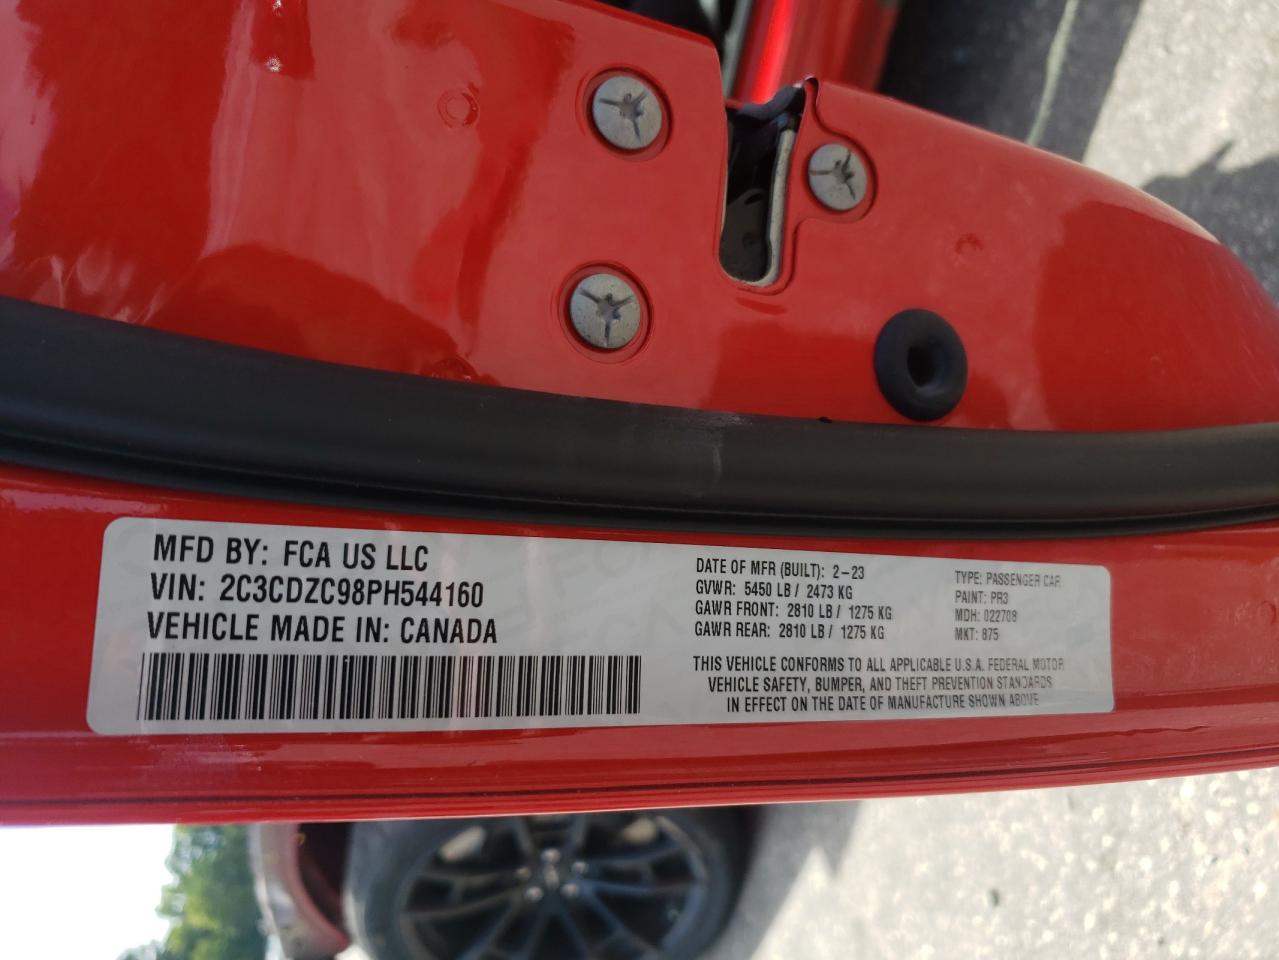 MFD BY: FCA US LLC
VIN: 2C3CDZC98PH544160
VEHICLE MADE IN: CANADA
DATE OF MFR (BUILT): 2-23
GVWR: 5450 LB / 2473 KG
GAWR FRONT: 2810 LB / 1275 KG
GAWR REAR: 2810 LB / 1275 KG
TYPE: PASSENGER CAR
PAINT: PR3
MDH: 022708
MKT: 875
THIS VEHICLE CONFORMS TO ALL APPLICABLE U.S.A. FEDERAL MOTOR
VEHICLE SAFETY, BUMPER, AND THEFT PREVENTION STANDARDS
IN EFFECT ON THE DATE OF MANUFACTURE SHOWN ABOVE